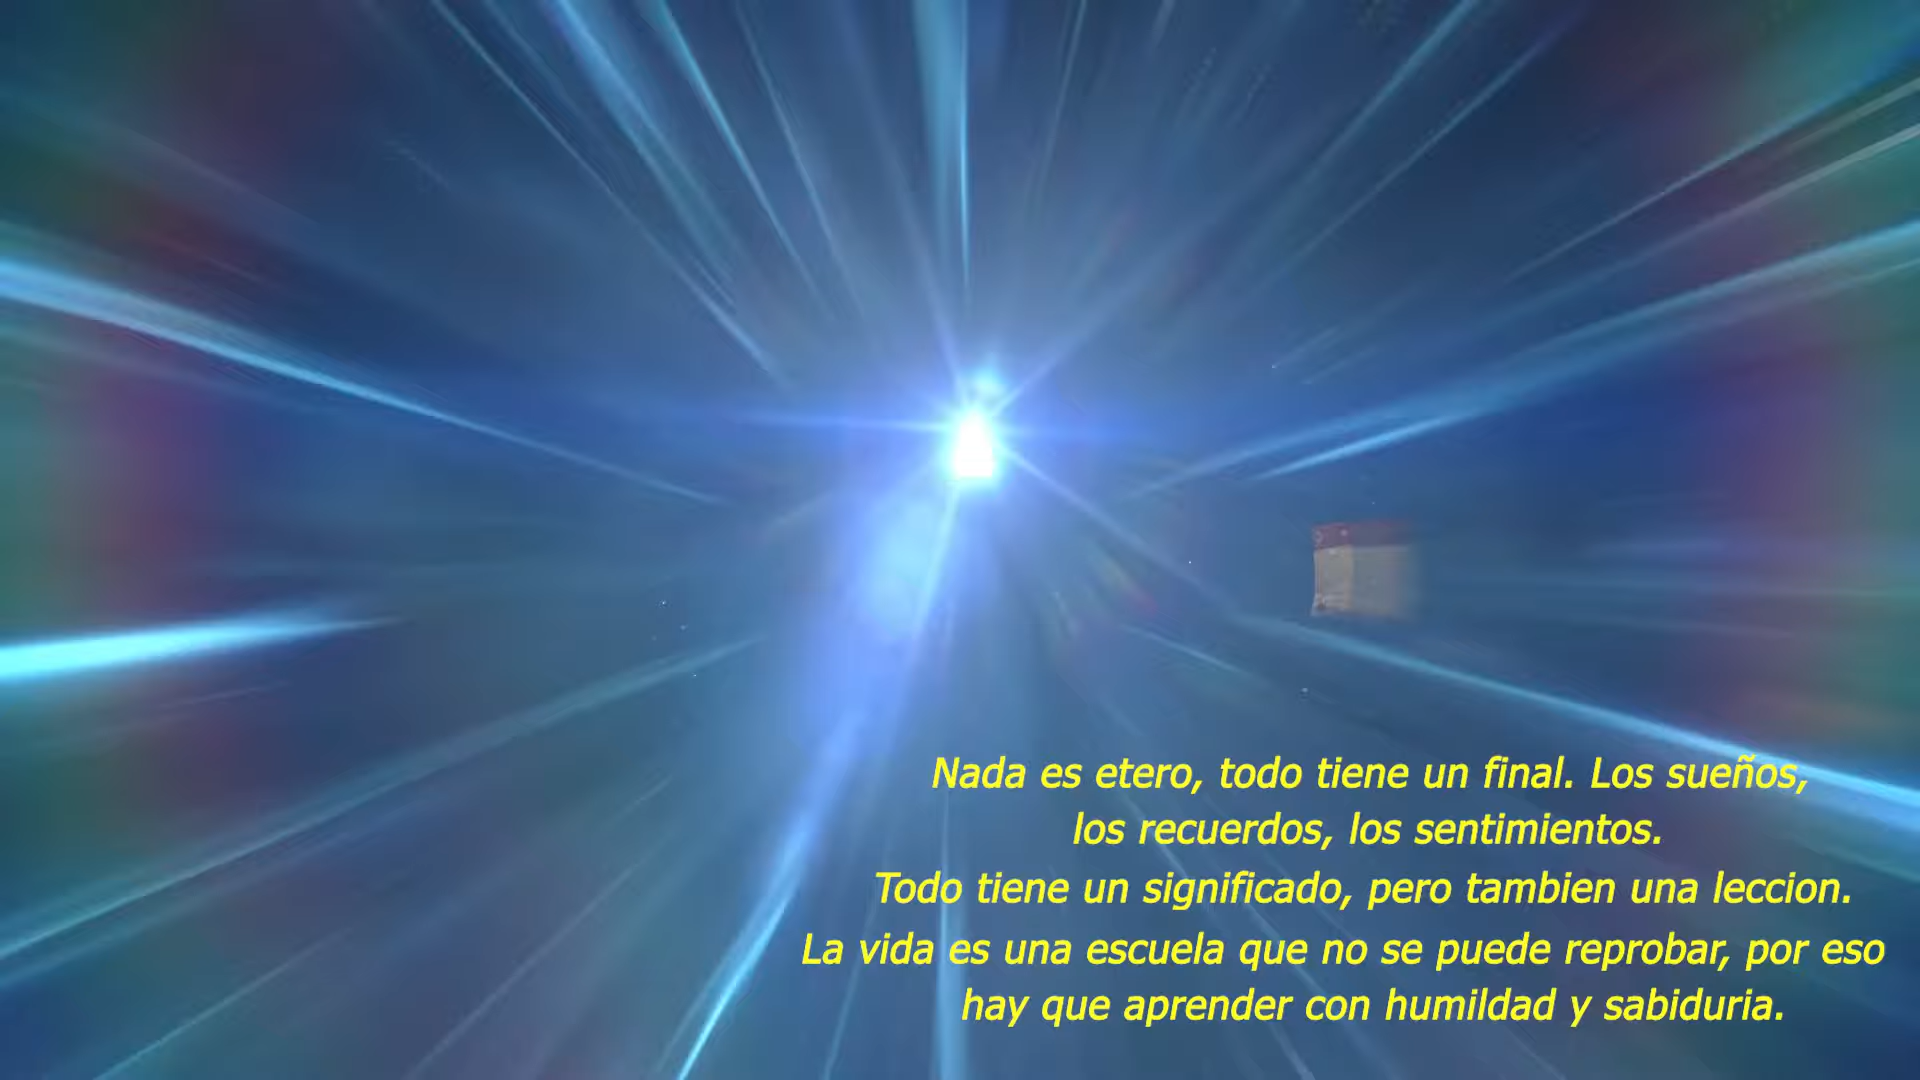 Nada es etero, todo tiene un final. Los sueños,
los recuerdos, los sentimientos.
Todo tiene un significado, pero tambien una leccion.
La vida es una escuela que no se puede reprobar, por eso
hay que aprender con humildad y sabiduria.